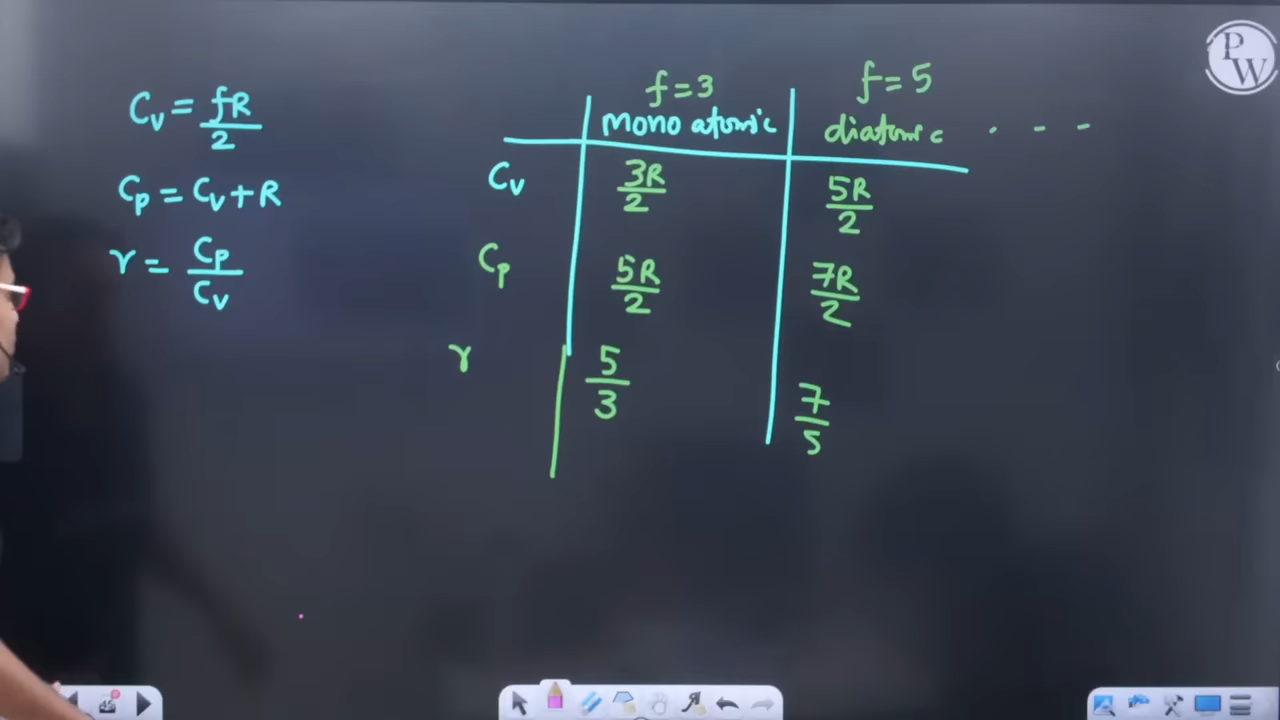 Cv = fR/2
Cp = Cv + R
γ = Cp/Cv
f = 3
f = 5
mono atomic
diatomic - - -
Cv 3R/2 5R/2
Cp 5R/2 7R/2
γ 5/3 7/5
PW